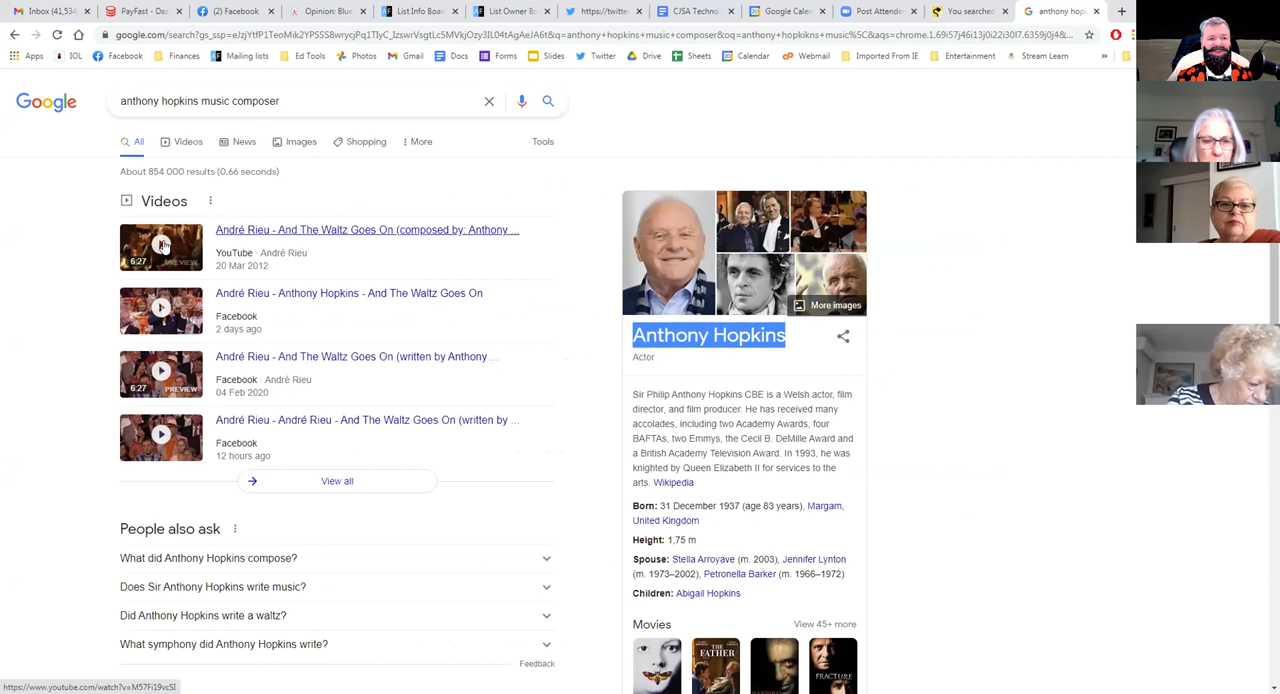 Inbox (41,534
PayFast - Das
(2) Facebook
Opinion: Blue
List Info Boar
List Owner Bo
https://twitte
CJSA Techno
Google Calen
Post Attende
You searched
anthony hopk
google.com/search?gs_ssp=
Apps
IOL
Facebook
Finances
Mailing lists
Ed Tools
Photos
Gmail
Docs
Forms
Slides
Twitter
Drive
Sheets
Calendar
Webmail
Imported From IE
Entertainment
Stream Learn
Google
anthony hopkins music composer
All
Videos
News
Images
Shopping
More
Tools
About 854 000 results (0,66 seconds)
Videos
6:27
PREVIEW
André Rieu - And The Waltz Goes On (composed by: Anthony ...
YouTube · André Rieu
20 Mar 2012
André Rieu - Anthony Hopkins - And The Waltz Goes On
Facebook
2 days ago
6:27
PREVIEW
André Rieu - And The Waltz Goes On (written by Anthony ...
Facebook · André Rieu
04 Feb 2020
André Rieu - André Rieu - And The Waltz Goes On (written by ...
Facebook
12 hours ago
View all
People also ask
What did Anthony Hopkins compose?
Does Sir Anthony Hopkins write music?
Did Anthony Hopkins write a waltz?
What symphony did Anthony Hopkins write?
Feedback
More images
Anthony Hopkins
Actor
Sir Philip Anthony Hopkins CBE is a Welsh actor, film
director, and film producer. He has received many
accolades, including two Academy Awards, four
BAFTAs, two Emmys, the Cecil B. DeMille Award and
a British Academy Television Award. In 1993, he was
knighted by Queen Elizabeth II for services to the
arts. Wikipedia
Born: 31 December 1937 (age 83 years), Margam,
United Kingdom
Height: 1,75 m
Spouse: Stella Arroyave (m. 2003), Jennifer Lynton
(m. 1973–2002), Petronella Barker (m. 1966–1972)
Children: Abigail Hopkins
Movies
View 45+ more
THE
FATHER
FRACTURE
https://www.youtube.com/watch?v=M57Fi19vcSI